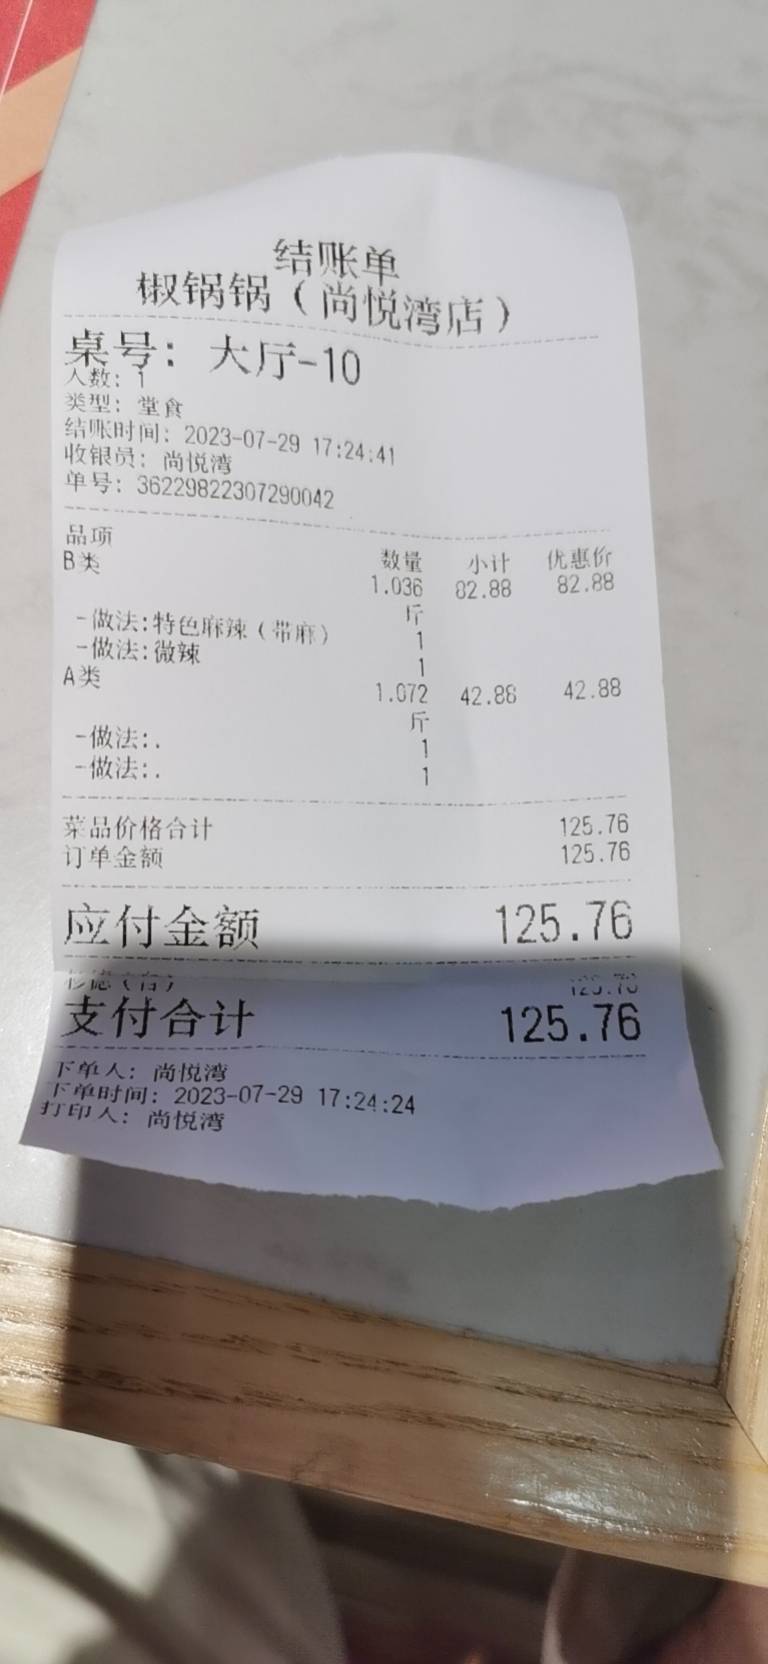 结账单
椒锅锅（尚悦湾店）
桌号：大厅-10
人数：1
类型：堂食
结账时间：2023-07-29 17:24:41
收银员：尚悦湾
单号：362298223072900​42
品项 数量 小计 优惠价
B类 1.036 82.88 82.88
斤
-做法:特色麻辣（带麻） 1
-做法:微辣 1
A类 1.072 42.88 42.88
斤
-做法:. 1
-做法:. 1
菜品价格合计 125.76
订单金额 125.76
应付金额 125.76
支付合计 125.76
下单人：尚悦湾
下单时间：2023-07-29 17:24:24
打印人：尚悦湾